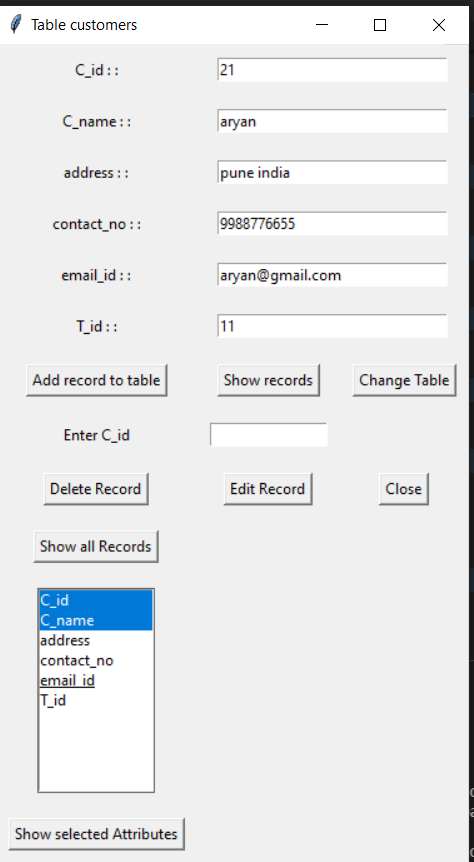 Table customers
C_id : : 21
C_name : : aryan
address : : pune india
contact_no : : 9988776655
email_id : : aryan@gmail.com
T_id : : 11
Add record to table Show records Change Table
Enter C_id
Delete Record Edit Record Close
Show all Records
C_id
C_name
address
contact_no
email_id
T_id
Show selected Attributes